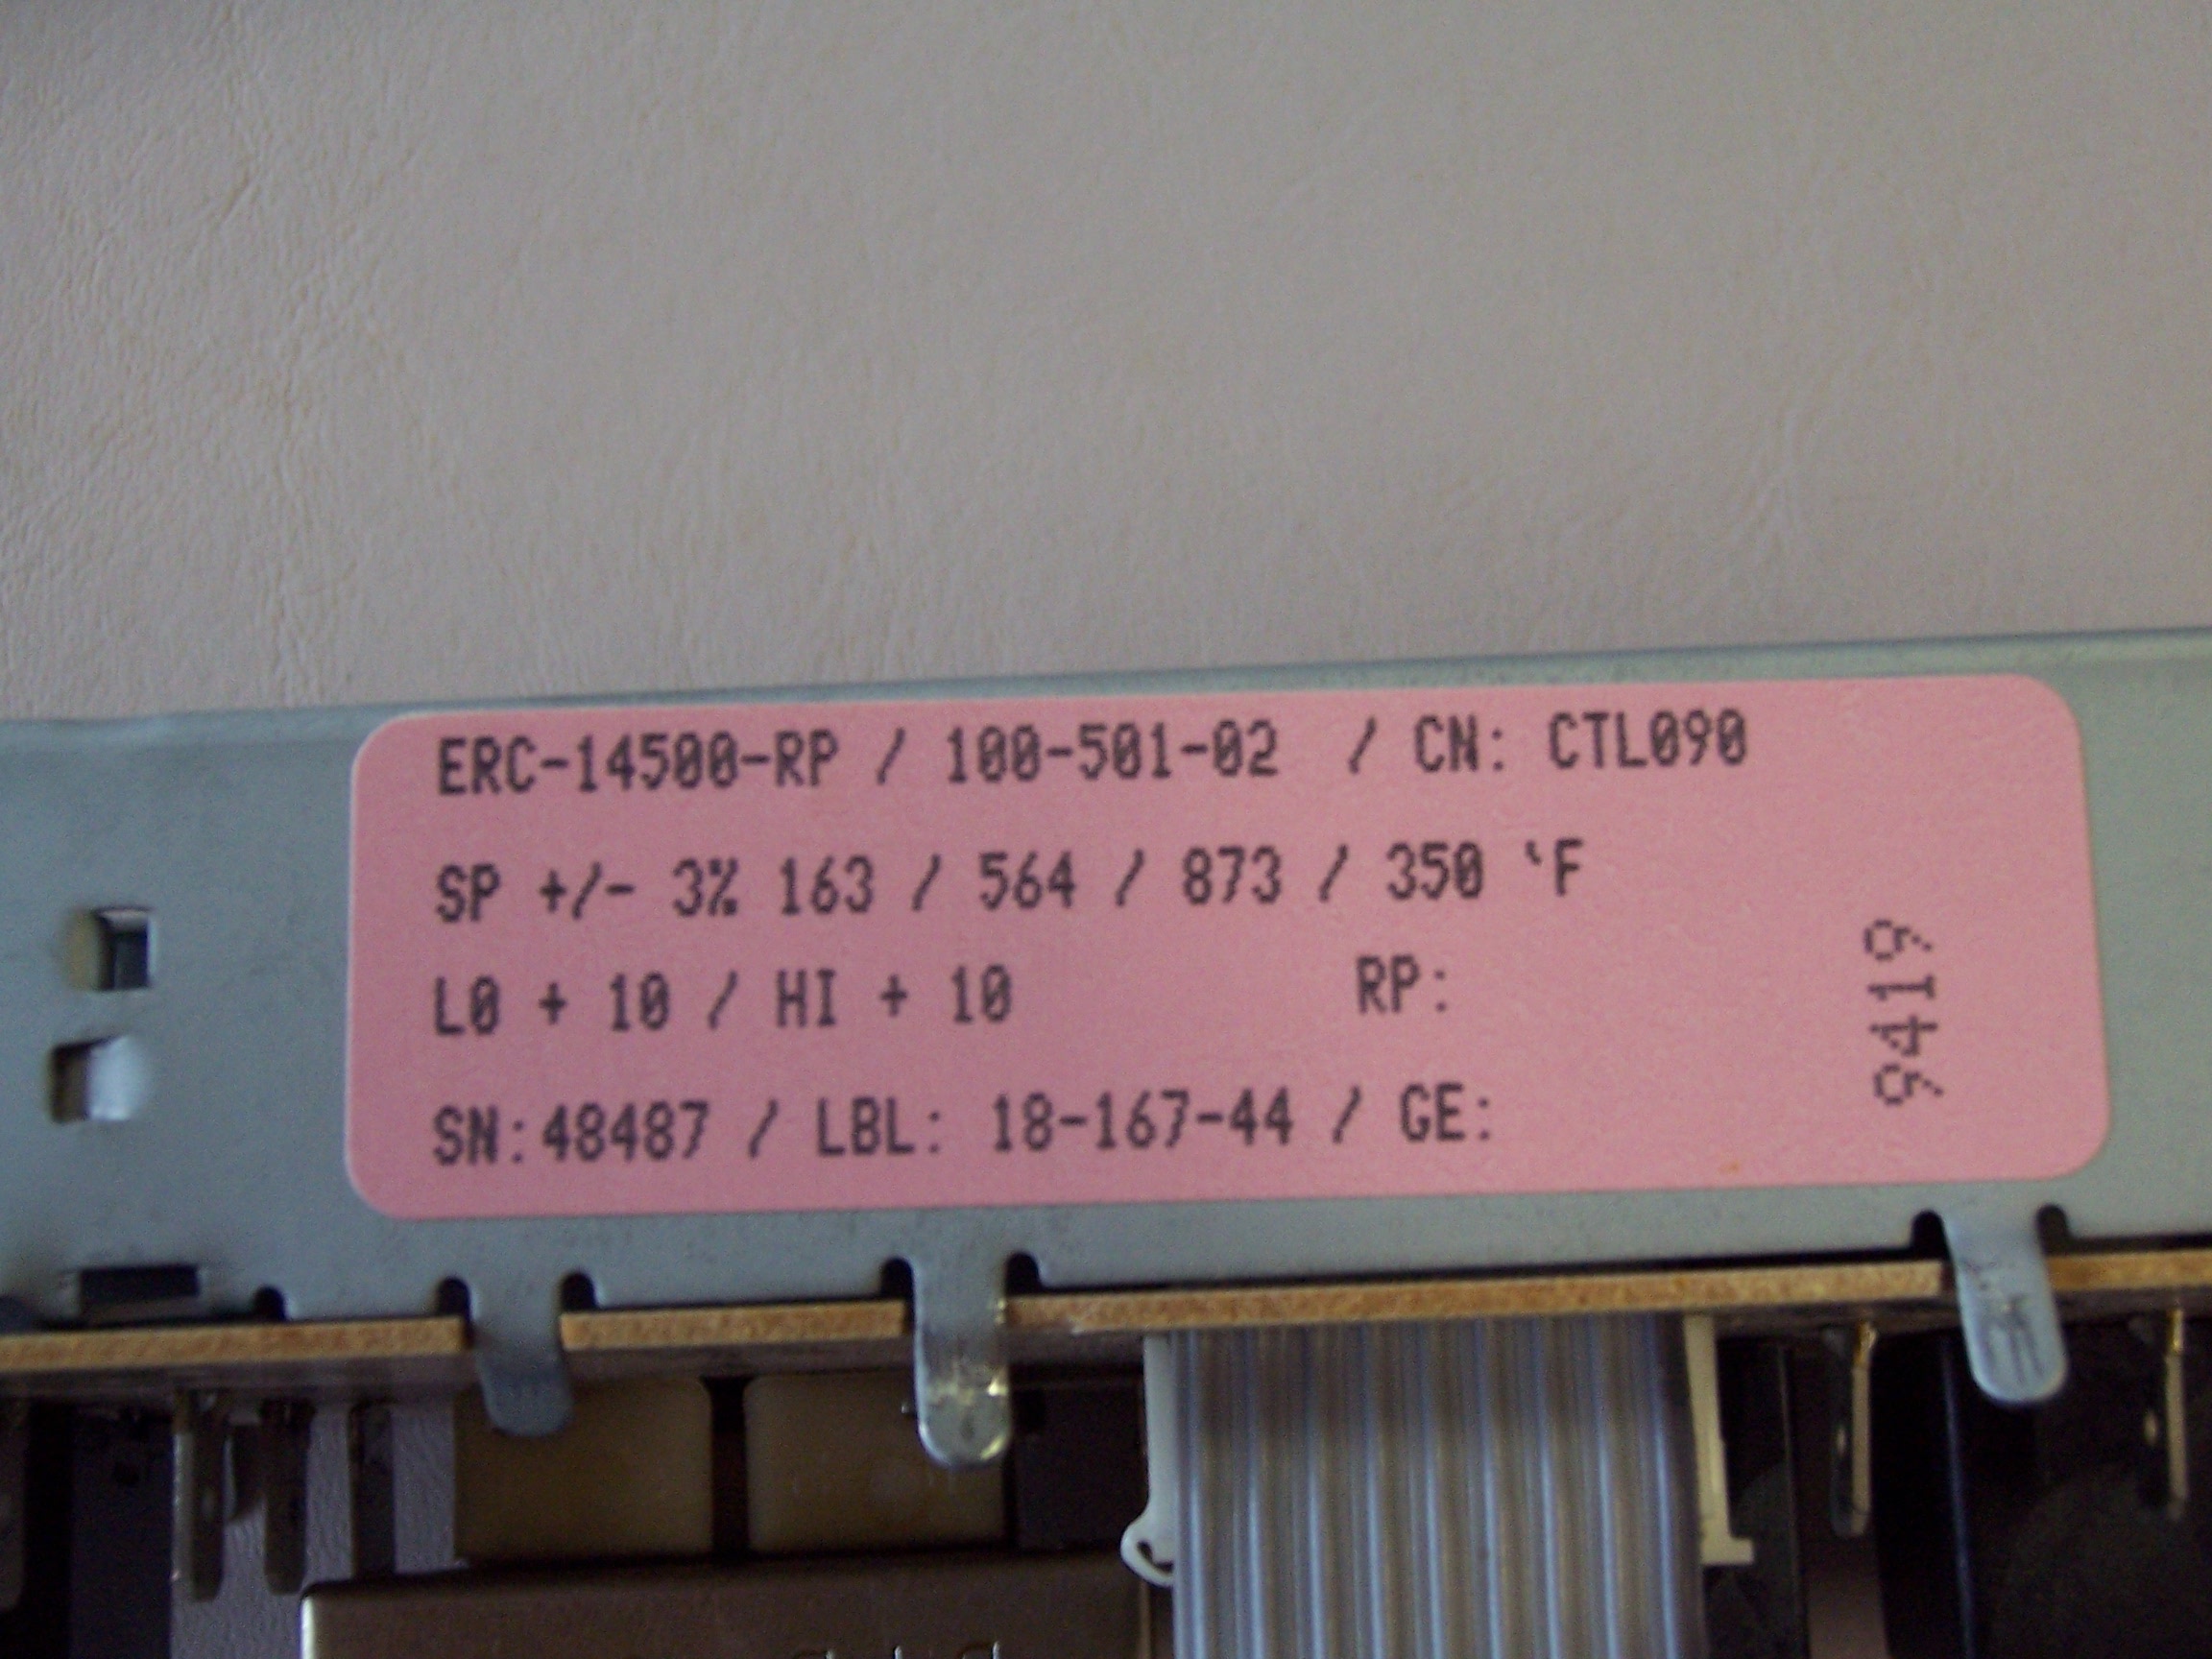 ERC-14500-RP / 100-501-02 / CN: CTL090
SP +/- 3% 163 / 564 / 873 / 350 'F
L0 + 10 / HI + 10 RP:
SN:48487 / LBL: 18-167-44 / GE:
9419